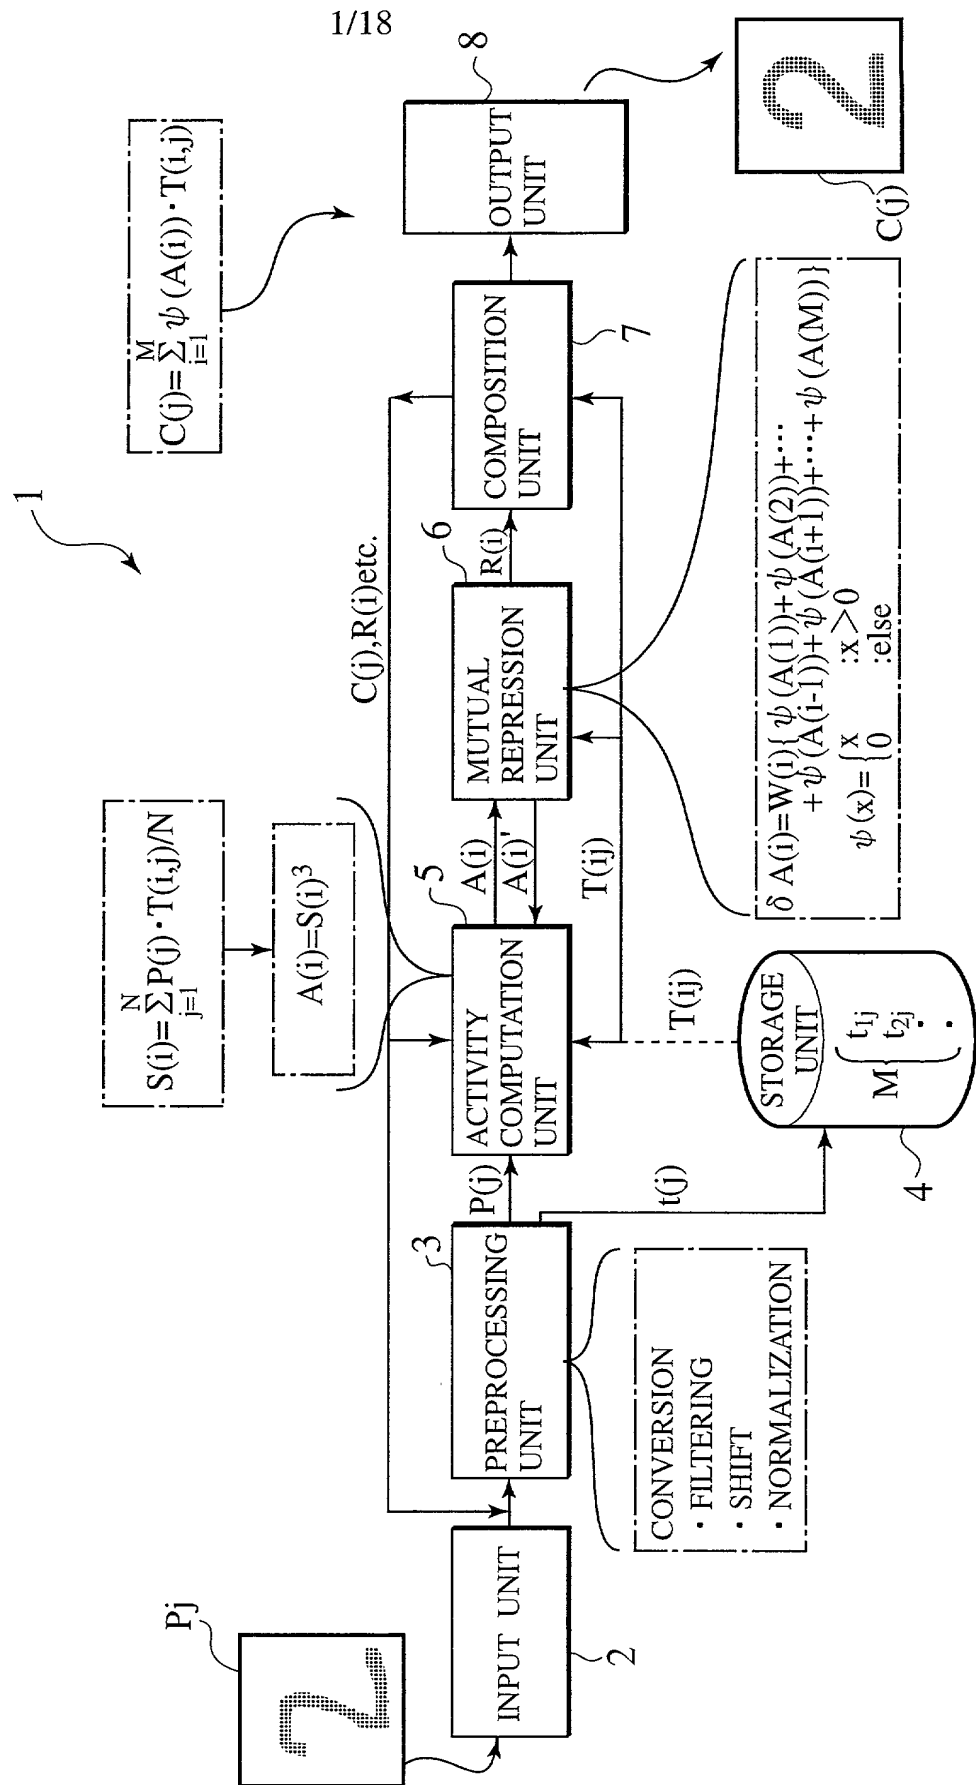 1/18
1
Pj
INPUT UNIT
2
PREPROCESSING
UNIT
3
CONVERSION
· FILTERING
· SHIFT
· NORMALIZATION
P(j)
t(j)
S(i)=∑P(j)·T(i,j)/N
N
j=1
A(i)=S(i)³
ACTIVITY
COMPUTATION
UNIT
5
STORAGE
UNIT
M{ t1j
t2j
4
T(ij)
T(ij)
A(i)
A(i)'
MUTUAL
REPRESSION
UNIT
6
δA(i)=W(i){ψ(A(1))+ψ(A(2))+···
+ψ(A(i-1))+ψ(A(i+1))+···+ψ(A(M))}
ψ(x)={x :x>0
0 :else
R(i)
C(j),R(i)etc.
COMPOSITION
UNIT
7
C(j)=∑ψ(A(i))·T(i,j)
M
i=1
OUTPUT
UNIT
8
C(j)
2
2